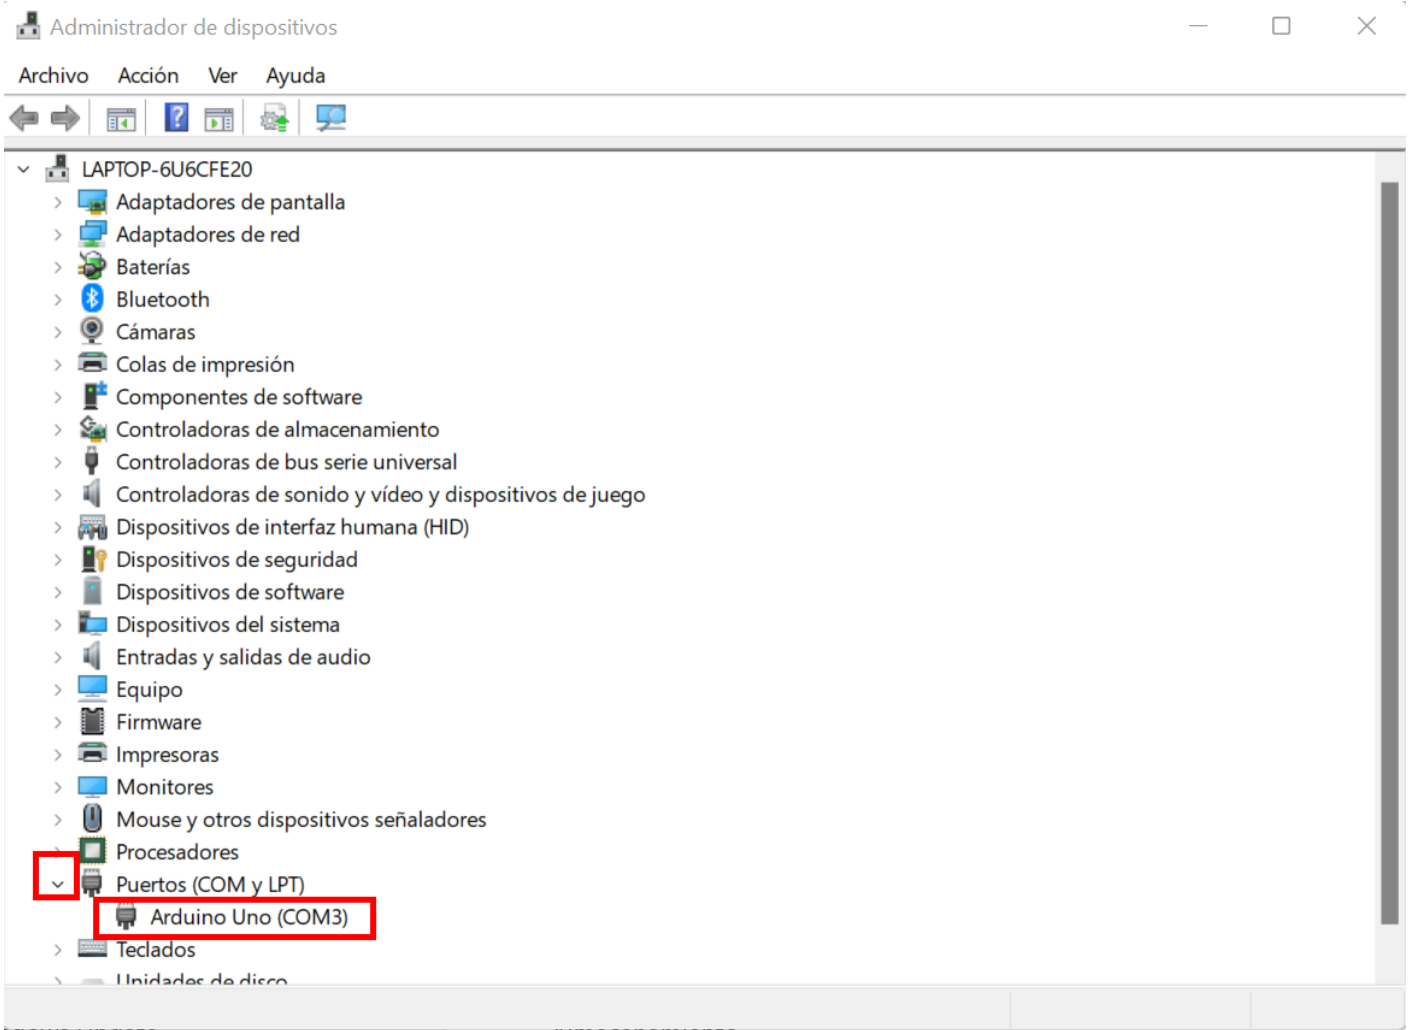 Administrador de dispositivos
Archivo Acción Ver Ayuda
LAPTOP-6U6CFE20
Adaptadores de pantalla
Adaptadores de red
Baterías
Bluetooth
Cámaras
Colas de impresión
Componentes de software
Controladoras de almacenamiento
Controladoras de bus serie universal
Controladoras de sonido y vídeo y dispositivos de juego
Dispositivos de interfaz humana (HID)
Dispositivos de seguridad
Dispositivos de software
Dispositivos del sistema
Entradas y salidas de audio
Equipo
Firmware
Impresoras
Monitores
Mouse y otros dispositivos señaladores
Procesadores
Puertos (COM y LPT)
Arduino Uno (COM3)
Teclados
Unidades de disco